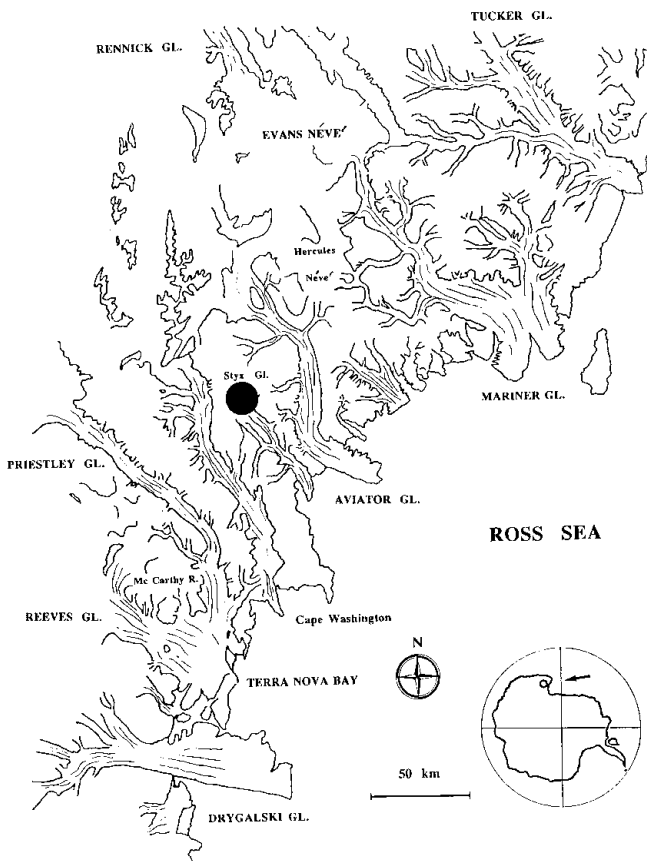 TUCKER GL.
RENNICK GL.
EVANS NÉVÉ
Hercules
Névé
Styx Gl.
MARINER GL.
PRIESTLEY GL.
AVIATOR GL.
ROSS SEA
Mc Carthy R.
REEVES GL.
Cape Washington
N
TERRA NOVA BAY
50 km
DRYGALSKI GL.